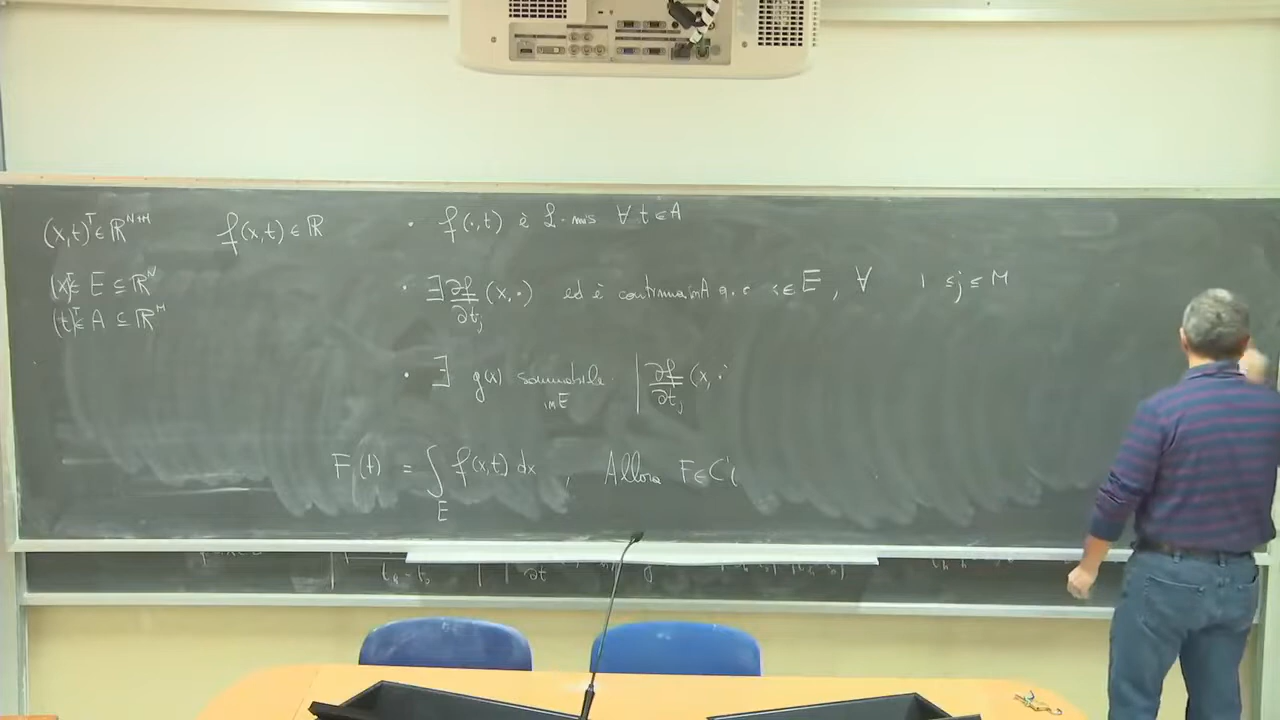 (x,t)ᵀ ∈ ℝᴺ⁺ᴹ f(x,t) ∈ ℝ • f(·,t) è L-mis ∀ t ∈ A
(x)ᵀ ∈ E ⊆ ℝᴺ • ∃ ∂f/∂tⱼ (x,·) ed è continua in A q.o. x ∈ E, ∀ 1 ≤ j ≤ M
(t)ᵀ ∈ A ⊆ ℝᴹ
• ∃ g(x) sommabile in E |∂f/∂tⱼ (x,·
F(t) = ∫_E f(x,t) dx , Allora F ∈ C¹(